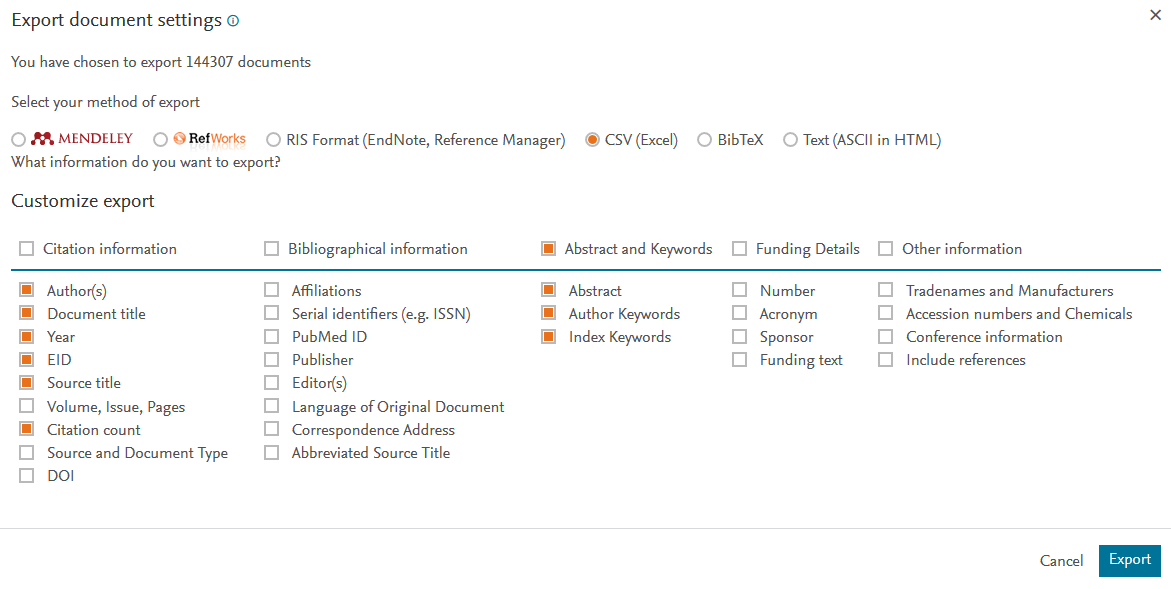 Export document settings
You have chosen to export 144307 documents
Select your method of export
MENDELEY RefWorks RIS Format (EndNote, Reference Manager) CSV (Excel) BibTeX Text (ASCII in HTML)
What information do you want to export?
Customize export
Citation information Bibliographical information Abstract and Keywords Funding Details Other information
Author(s) Affiliations Abstract Number Tradenames and Manufacturers
Document title Serial identifiers (e.g. ISSN) Author Keywords Acronym Accession numbers and Chemicals
Year PubMed ID Index Keywords Sponsor Conference information
EID Publisher Funding text Include references
Source title Editor(s)
Volume, Issue, Pages Language of Original Document
Citation count Correspondence Address
Source and Document Type Abbreviated Source Title
DOI
Cancel Export